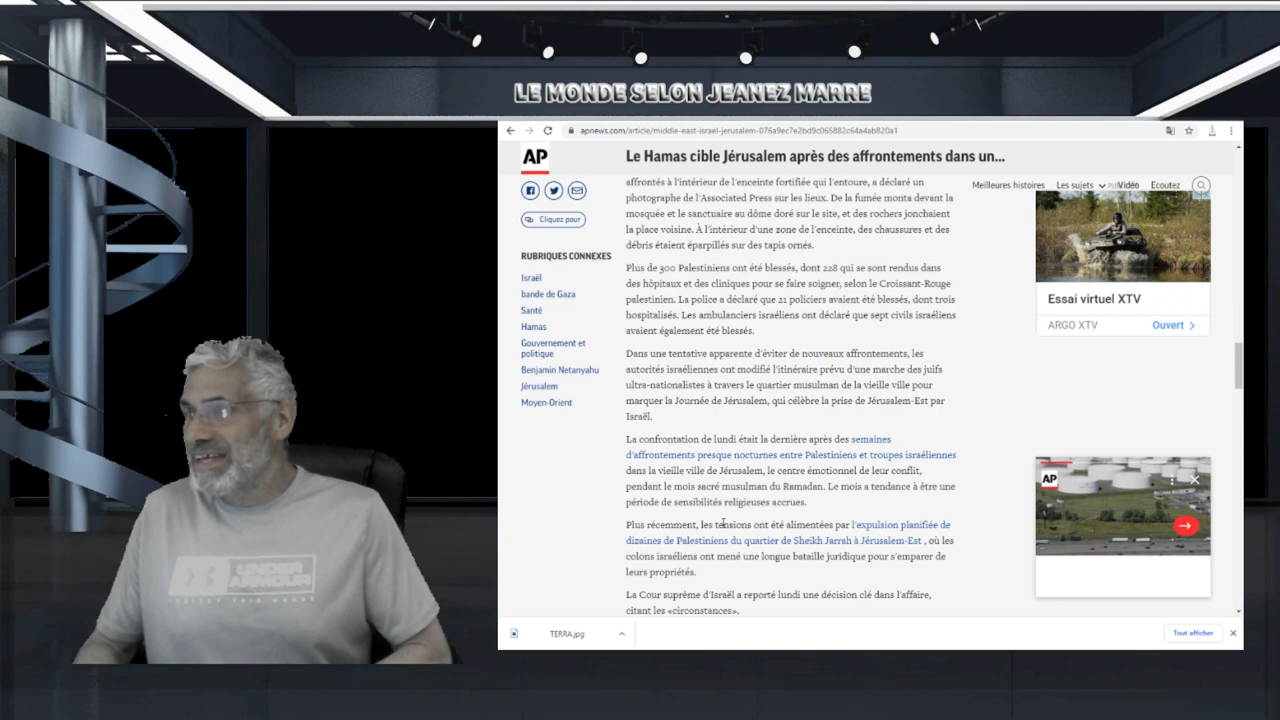 LE MONDE SELON JEANEZ MARRE
apnews.com/article/middle-east-israel-jerusalem-076a9ec7e2bd9c065882c64a4ab820a1
AP
Le Hamas cible Jérusalem après des affrontements dans un...
Meilleures histoires Les sujets Vidéo Ecoutez
Cliquez pour
RUBRIQUES CONNEXES
Israël
bande de Gaza
Santé
Hamas
Gouvernement et
politique
Benjamin Netanyahu
Jérusalem
Moyen-Orient
affrontés à l'intérieur de l'enceinte fortifiée qui l'entoure, a déclaré un
photographe de l'Associated Press sur les lieux. De la fumée monta devant la
mosquée et le sanctuaire au dôme doré sur le site, et des rochers jonchaient
la place voisine. À l'intérieur d'une zone de l'enceinte, des chaussures et des
débris étaient éparpillés sur des tapis ornés.
Plus de 300 Palestiniens ont été blessés, dont 228 qui se sont rendus dans
des hôpitaux et des cliniques pour se faire soigner, selon le Croissant-Rouge
palestinien. La police a déclaré que 21 policiers avaient été blessés, dont trois
hospitalisés. Les ambulanciers israéliens ont déclaré que sept civils israéliens
avaient également été blessés.
Dans une tentative apparente d'éviter de nouveaux affrontements, les
autorités israéliennes ont modifié l'itinéraire prévu d'une marche des juifs
ultra-nationalistes à travers le quartier musulman de la vieille ville pour
marquer la Journée de Jérusalem, qui célèbre la prise de Jérusalem-Est par
Israël.
La confrontation de lundi était la dernière après des semaines
d'affrontements presque nocturnes entre Palestiniens et troupes israéliennes
dans la vieille ville de Jérusalem, le centre émotionnel de leur conflit,
pendant le mois sacré musulman du Ramadan. Le mois a tendance à être une
période de sensibilités religieuses accrues.
Plus récemment, les tensions ont été alimentées par l'expulsion planifiée de
dizaines de Palestiniens du quartier de Sheikh Jarrah à Jérusalem-Est , où les
colons israéliens ont mené une longue bataille juridique pour s'emparer de
leurs propriétés.
La Cour suprême d'Israël a reporté lundi une décision clé dans l'affaire,
citant les «circonstances».
Essai virtuel XTV
ARGO XTV Ouvert
AP
UNDER
ARMOUR
PROTECT THIS HOUSE
TERRA.jpg
Tout afficher